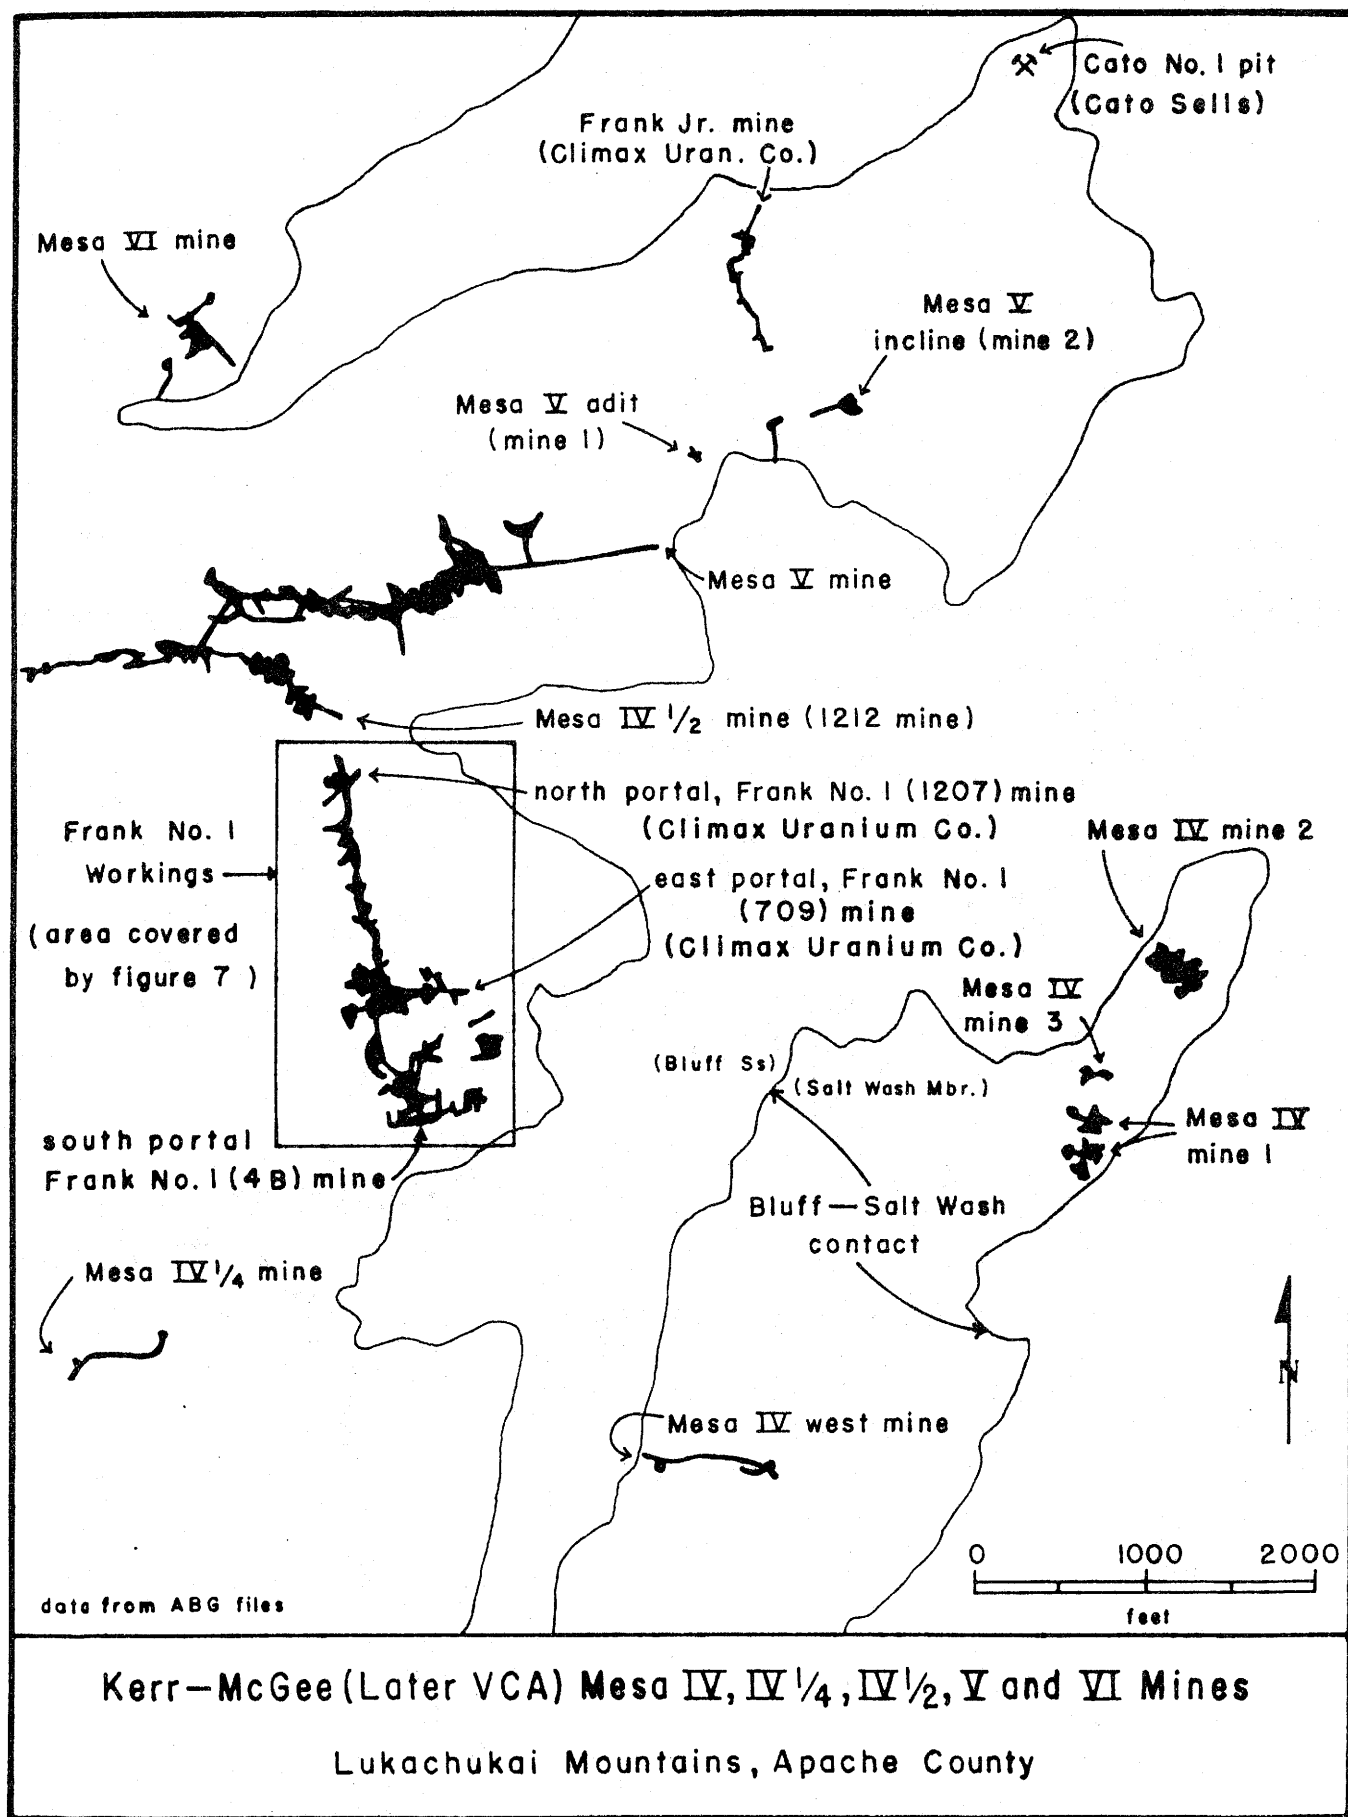 Cato No. 1 pit
(Cato Sells)
Frank Jr. mine
(Climax Uran. Co.)
Mesa VI mine
Mesa V
incline (mine 2)
Mesa V adit
(mine 1)
Mesa V mine
Mesa IV 1/2 mine (1212 mine)
north portal, Frank No. 1 (1207) mine
(Climax Uranium Co.)
Frank No. 1
Workings
(area covered
by figure 7 )
east portal, Frank No. 1
(709) mine
(Climax Uranium Co.)
Mesa IV mine 2
Mesa IV
mine 3
(Bluff Ss)
(Salt Wash Mbr.)
Mesa IV
mine 1
south portal
Frank No. 1 (4B) mine
Bluff—Salt Wash
contact
Mesa IV 1/4 mine
N
Mesa IV west mine
0 1000 2000
feet
data from ABG files
Kerr—McGee (Later VCA) Mesa IV, IV 1/4, IV 1/2, V and VI Mines
Lukachukai Mountains, Apache County